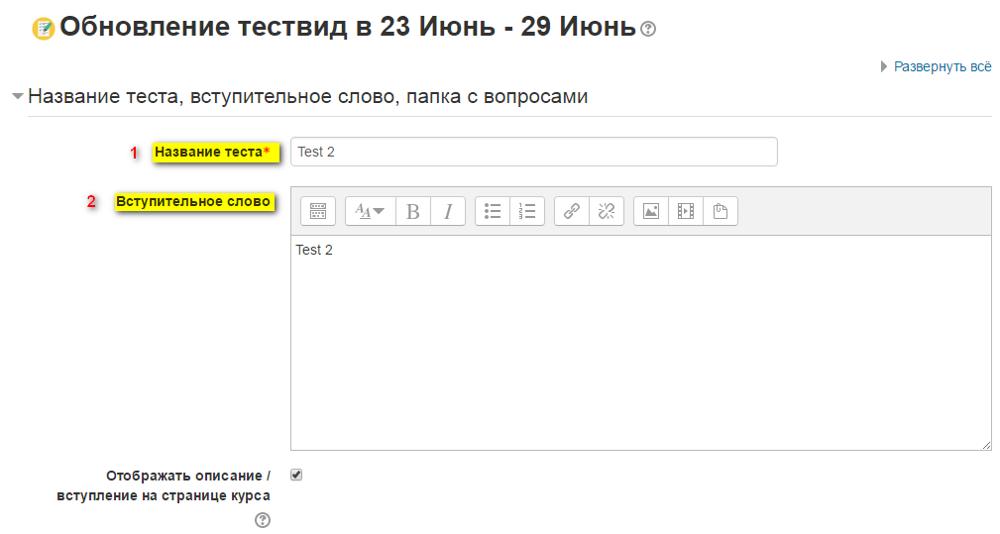 Обновление тествид в 23 Июнь - 29 Июнь
Развернуть всё
Название теста, вступительное слово, папка с вопросами
1 Название теста* Test 2
2 Вступительное слово
Test 2
Отображать описание /
вступление на странице курса